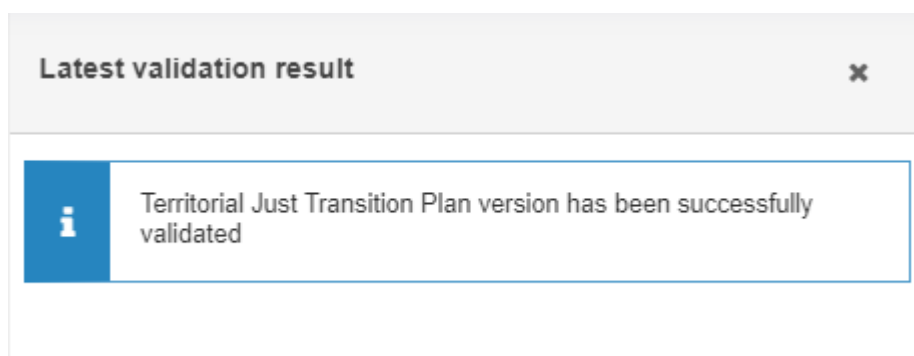 Latest validation result
Territorial Just Transition Plan version has been successfully
validated